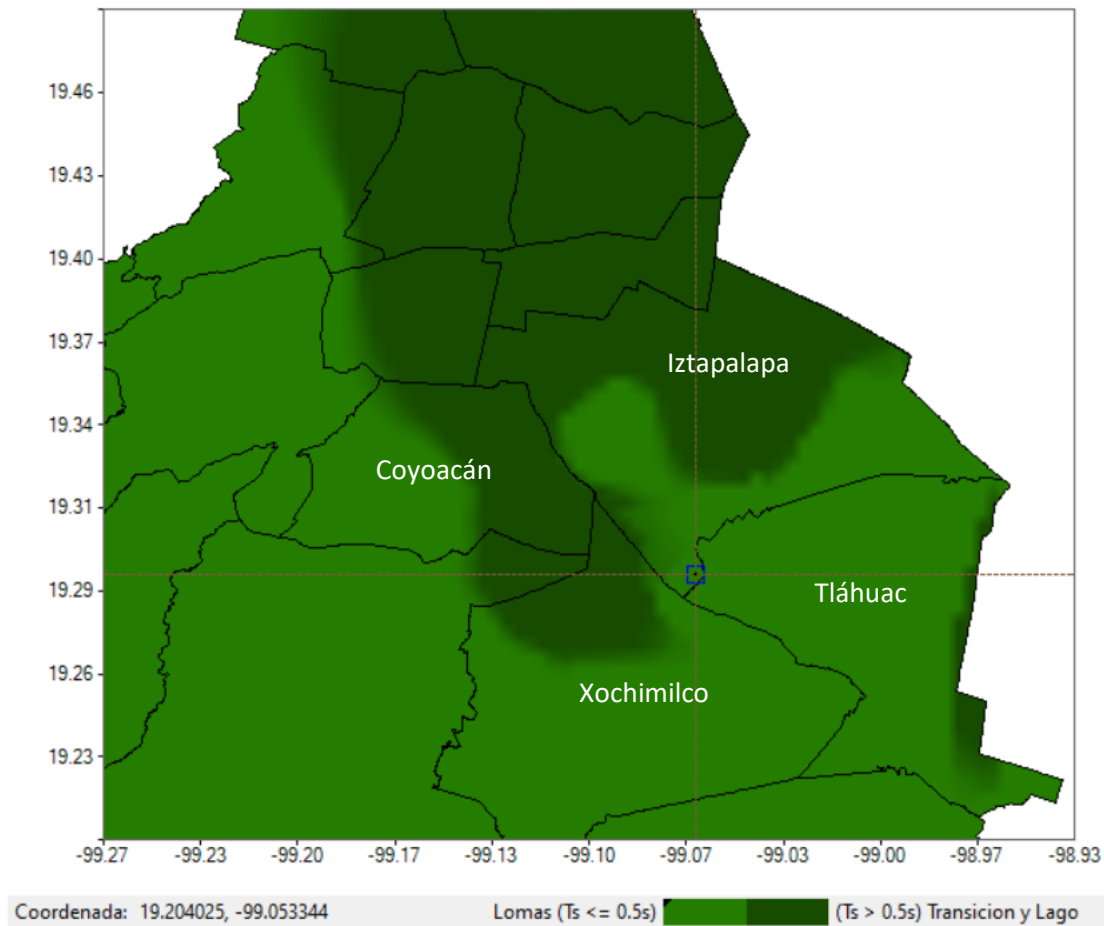 19.46
19.43
19.40
19.37
Iztapalapa
19.34
Coyoacán
19.31
19.29
Tláhuac
19.26
Xochimilco
19.23
-99.27 -99.23 -99.20 -99.17 -99.13 -99.10 -99.07 -99.03 -99.00 -98.97 -98.93
Coordenada: 19.204025, -99.053344 Lomas (Ts <= 0.5s) (Ts > 0.5s) Transicion y Lago